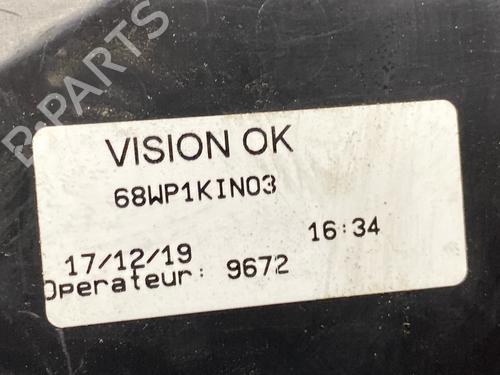 B-PARTS
VISION OK
68WP1KIN03
16:34
17/12/19
Operateur: 9672